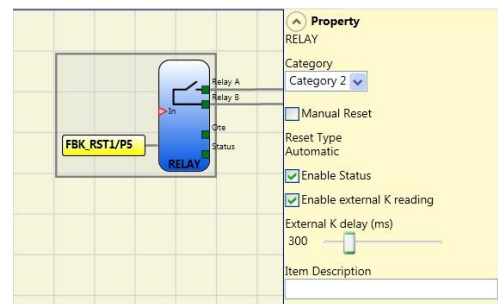 Relay A
Relay B
In
Ote
Status
FBK_RST1/P5
RELAY
Property
RELAY
Category
Category 2
Manual Reset
Reset Type
Automatic
Enable Status
Enable external K reading
External K delay (ms)
300
Item Description